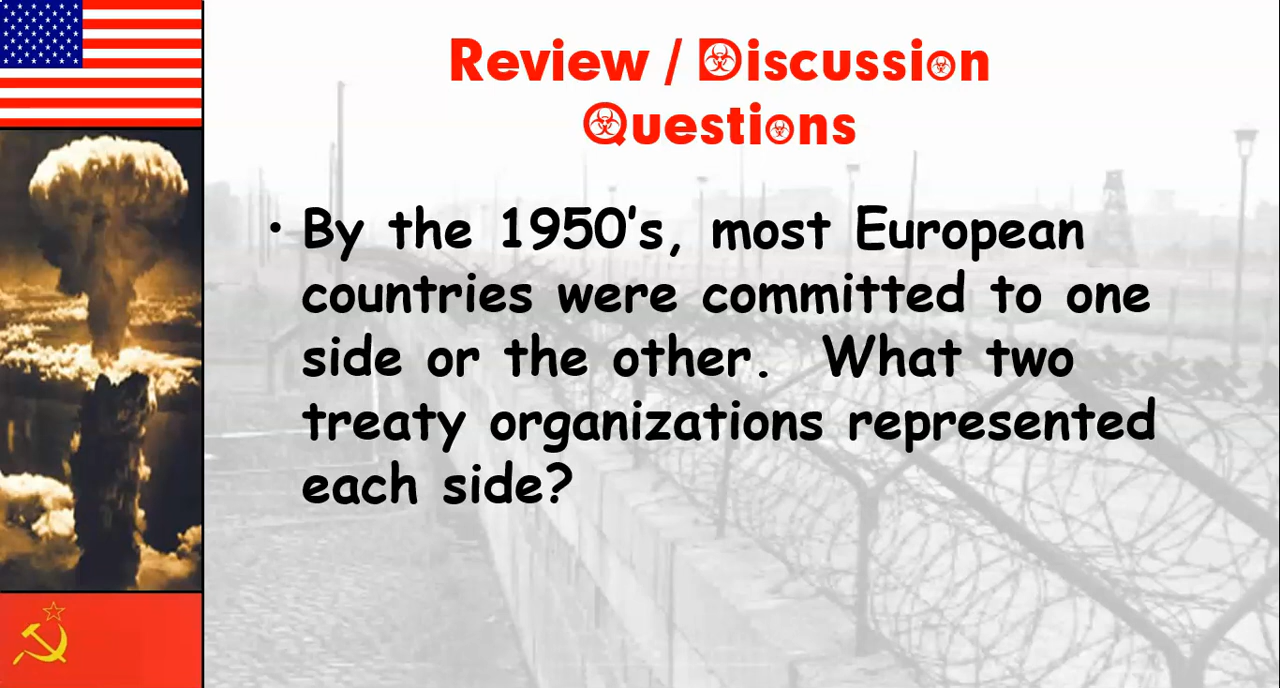 Review / Discussion
Questions
• By the 1950's, most European
countries were committed to one
side or the other.  What two
treaty organizations represented
each side?